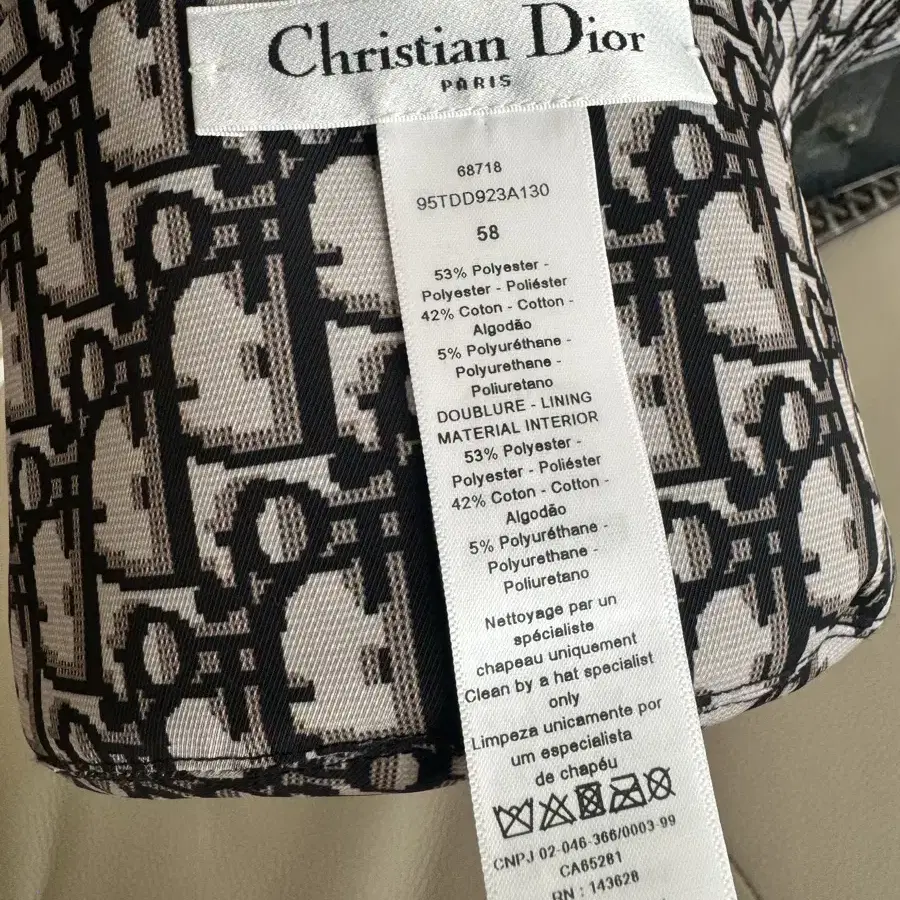 Christian Dior
PARIS
68718
95TDD923A130
58
53% Polyester -
Polyester - Poliéster
42% Coton - Cotton -
Algodão
5% Polyuréthane -
Polyurethane -
Poliuretano
DOUBLURE - LINING
MATERIAL INTERIOR
53% Polyester -
Polyester - Poliéster
42% Coton - Cotton -
Algodão
5% Polyuréthane -
Polyurethane -
Poliuretano
Nettoyage par un
spécialiste
chapeau uniquement
Clean by a hat specialist
only
Limpeza unicamente por
um especialista
de chapéu
CNPJ 02-046-366/0003-99
CA65281
RN : 143628